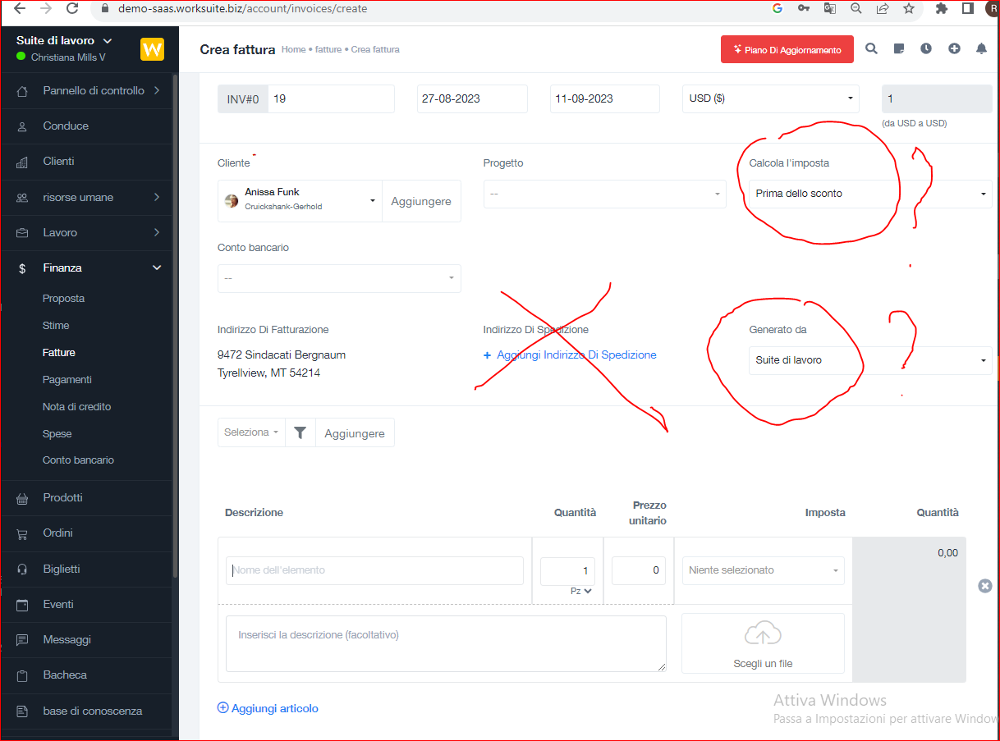 demo-saas.worksuite.biz/account/invoices/create
R
Suite di lavoro
Christiana Mills V
W
Pannello di controllo
Conduce
Clienti
risorse umane
Lavoro
Finanza
Proposta
Stime
Fatture
Pagamenti
Nota di credito
Spese
Conto bancario
Prodotti
Ordini
Biglietti
Eventi
Messaggi
Bacheca
base di conoscenza
Crea fattura Home • fatture • Crea fattura
Piano Di Aggiornamento
INV#0 19 27-08-2023 11-09-2023 USD ($) 1
(da USD a USD)
Cliente Progetto Calcola l'imposta
Anissa Funk
Cruickshank-Gerhold
Aggiungere -- Prima dello sconto
Conto bancario
--
Indirizzo Di Fatturazione Indirizzo Di Spedizione Generato da
9472 Sindacati Bergnaum + Aggiungi Indirizzo Di Spedizione Suite di lavoro
Tyrellview, MT 54214
Seleziona Aggiungere
Descrizione Quantità Prezzo unitario Imposta Quantità
Nome dell'elemento 1 0 Niente selezionato 0,00
Pz
Inserisci la descrizione (facoltativo)
Scegli un file
Aggiungi articolo
Attiva Windows
Passa a Impostazioni per attivare Window